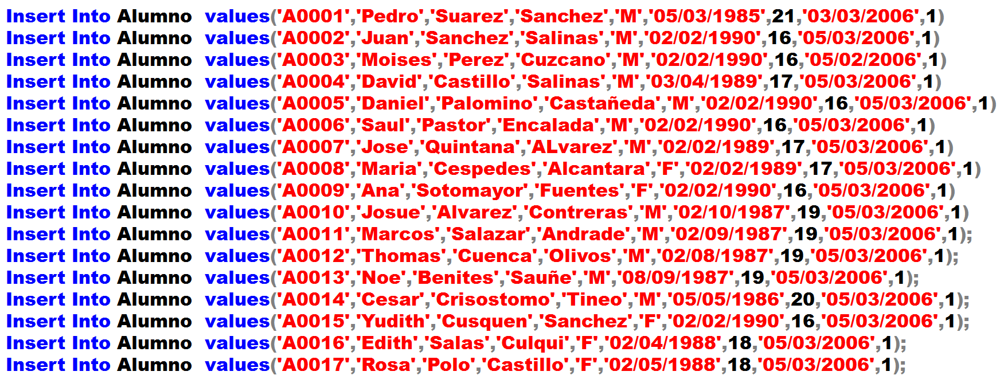 Insert Into Alumno  values('A0001','Pedro','Suarez','Sanchez','M','05/03/1985',21,'03/03/2006',1)
Insert Into Alumno  values('A0002','Juan','Sanchez','Salinas','M','02/02/1990',16,'05/03/2006',1)
Insert Into Alumno  values('A0003','Moises','Perez','Cuzcano','M','02/02/1990',16,'05/02/2006',1)
Insert Into Alumno  values('A0004','David','Castillo','Salinas','M','03/04/1989',17,'05/03/2006',1)
Insert Into Alumno  values('A0005','Daniel','Palomino','Castañeda','M','02/02/1990',16,'05/03/2006',1)
Insert Into Alumno  values('A0006','Saul','Pastor','Encalada','M','02/02/1990',16,'05/03/2006',1)
Insert Into Alumno  values('A0007','Jose','Quintana','ALvarez','M','02/02/1989',17,'05/03/2006',1)
Insert Into Alumno  values('A0008','Maria','Cespedes','Alcantara','F','02/02/1989',17,'05/03/2006',1)
Insert Into Alumno  values('A0009','Ana','Sotomayor','Fuentes','F','02/02/1990',16,'05/03/2006',1)
Insert Into Alumno  values('A0010','Josue','Alvarez','Contreras','M','02/10/1987',19,'05/03/2006',1)
Insert Into Alumno  values('A0011','Marcos','Salazar','Andrade','M','02/09/1987',19,'05/03/2006',1);
Insert Into Alumno  values('A0012','Thomas','Cuenca','Olivos','M','02/08/1987',19,'05/03/2006',1);
Insert Into Alumno  values('A0013','Noe','Benites','Sauñe','M','08/09/1987',19,'05/03/2006',1);
Insert Into Alumno  values('A0014','Cesar','Crisostomo','Tineo','M','05/05/1986',20,'05/03/2006',1);
Insert Into Alumno  values('A0015','Yudith','Cusquen','Sanchez','F','02/02/1990',16,'05/03/2006',1);
Insert Into Alumno  values('A0016','Edith','Salas','Culqui','F','02/04/1988',18,'05/03/2006',1);
Insert Into Alumno  values('A0017','Rosa','Polo','Castillo','F','02/05/1988',18,'05/03/2006',1);